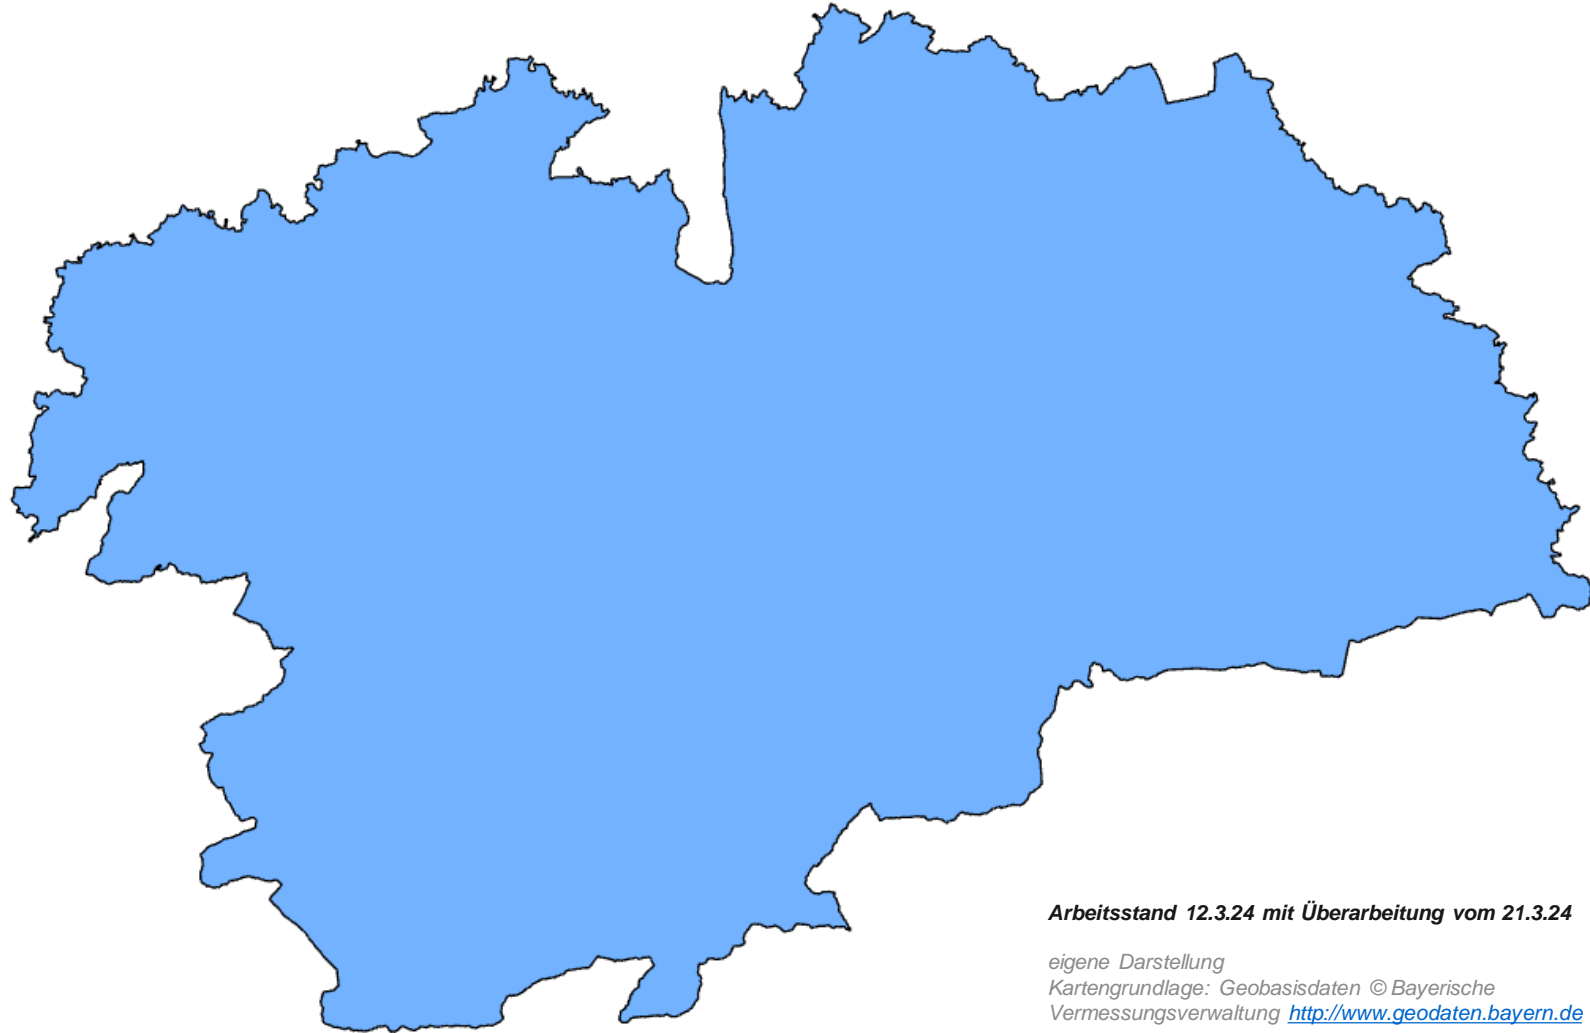 Arbeitsstand 12.3.24 mit Überarbeitung vom 21.3.24
eigene Darstellung
Kartengrundlage: Geobasisdaten © Bayerische
Vermessungsverwaltung http://www.geodaten.bayern.de